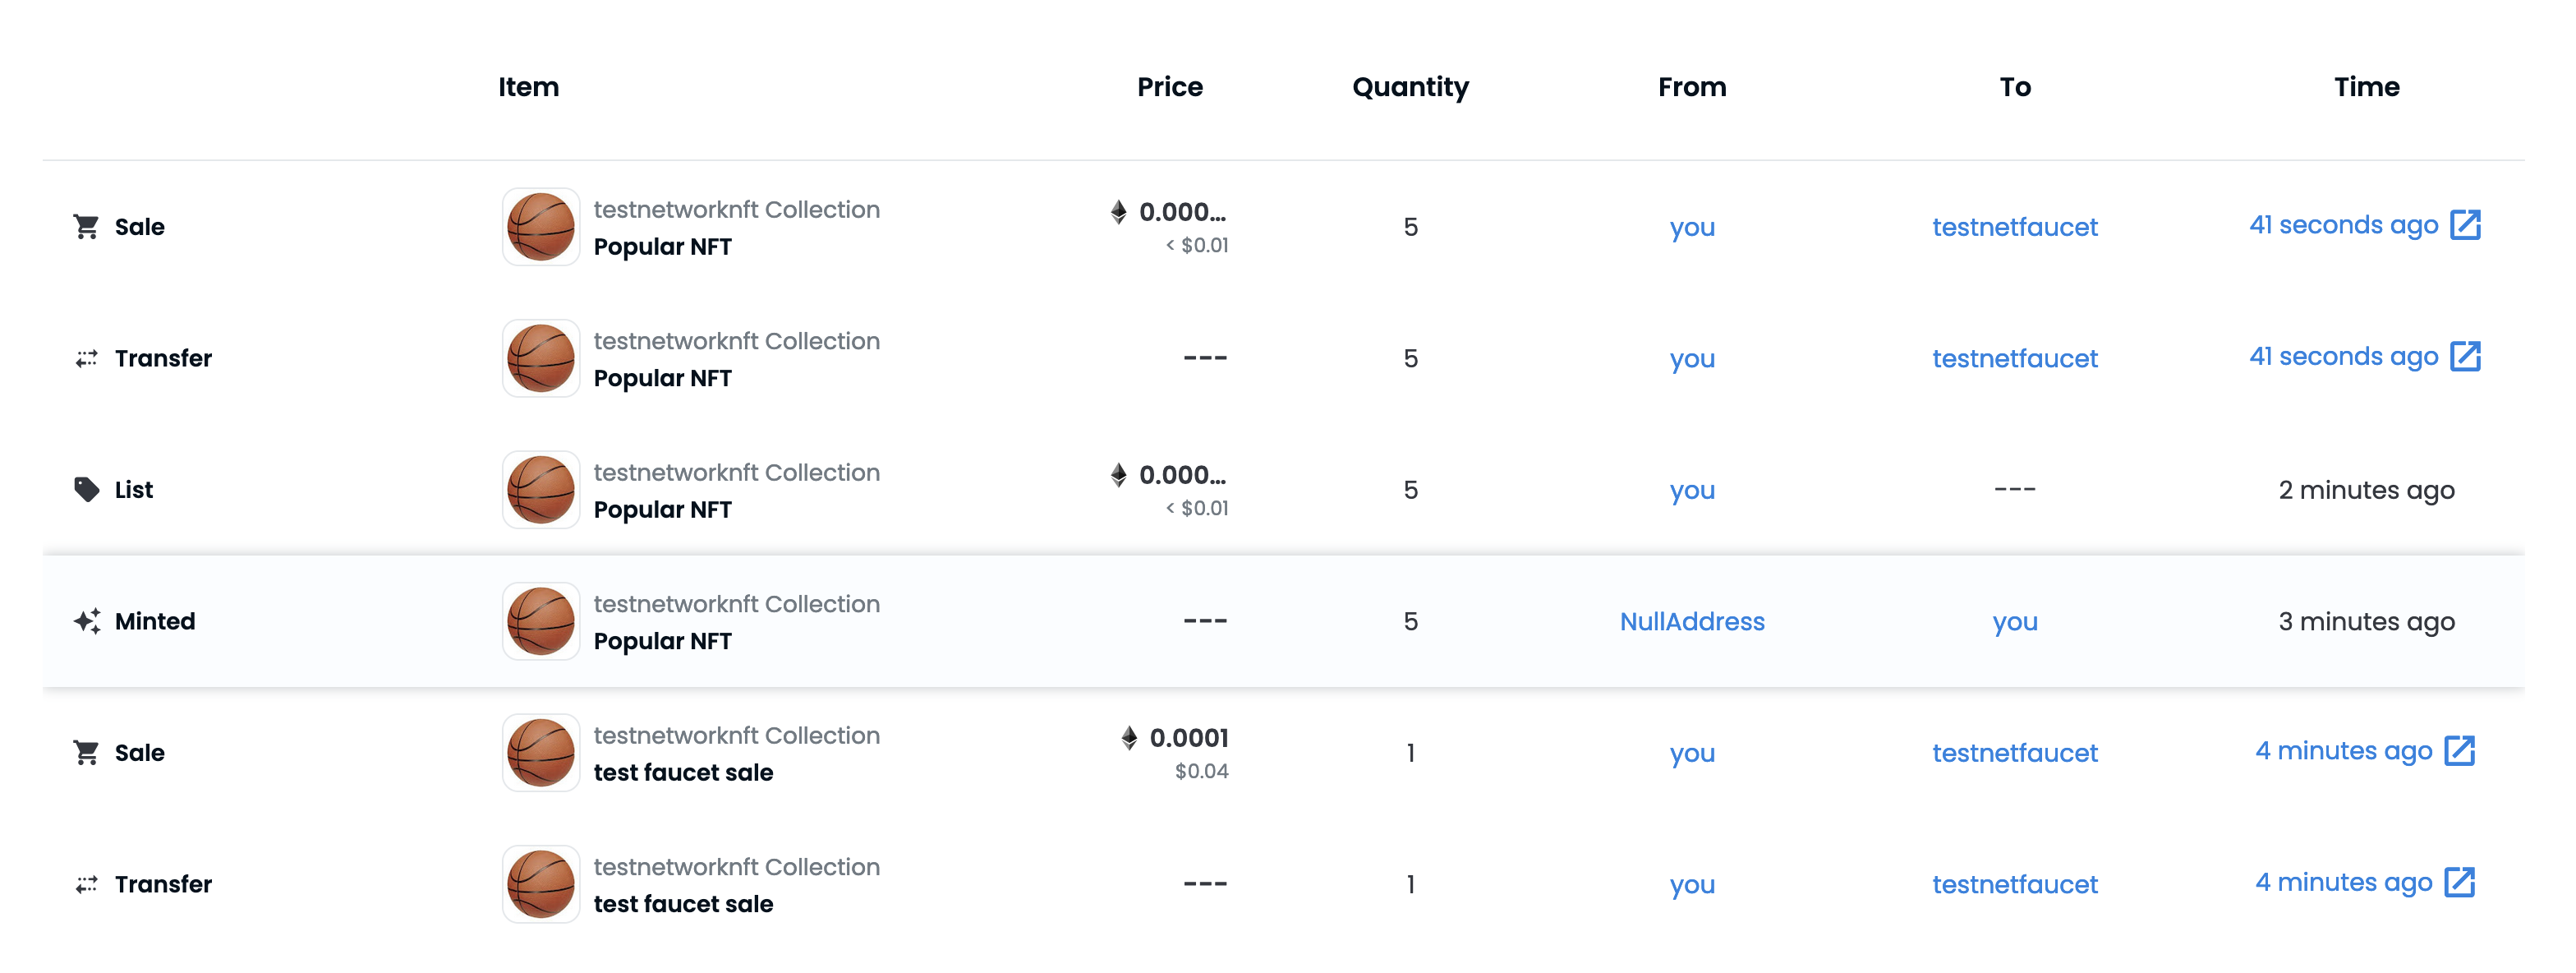 Item Price Quantity From To Time
Sale testnetworknft Collection Popular NFT 0.000... < $0.01 5 you testnetfaucet 41 seconds ago
Transfer testnetworknft Collection Popular NFT --- 5 you testnetfaucet 41 seconds ago
List testnetworknft Collection Popular NFT 0.000... < $0.01 5 you --- 2 minutes ago
Minted testnetworknft Collection Popular NFT --- 5 NullAddress you 3 minutes ago
Sale testnetworknft Collection test faucet sale 0.0001 $0.04 1 you testnetfaucet 4 minutes ago
Transfer testnetworknft Collection test faucet sale --- 1 you testnetfaucet 4 minutes ago